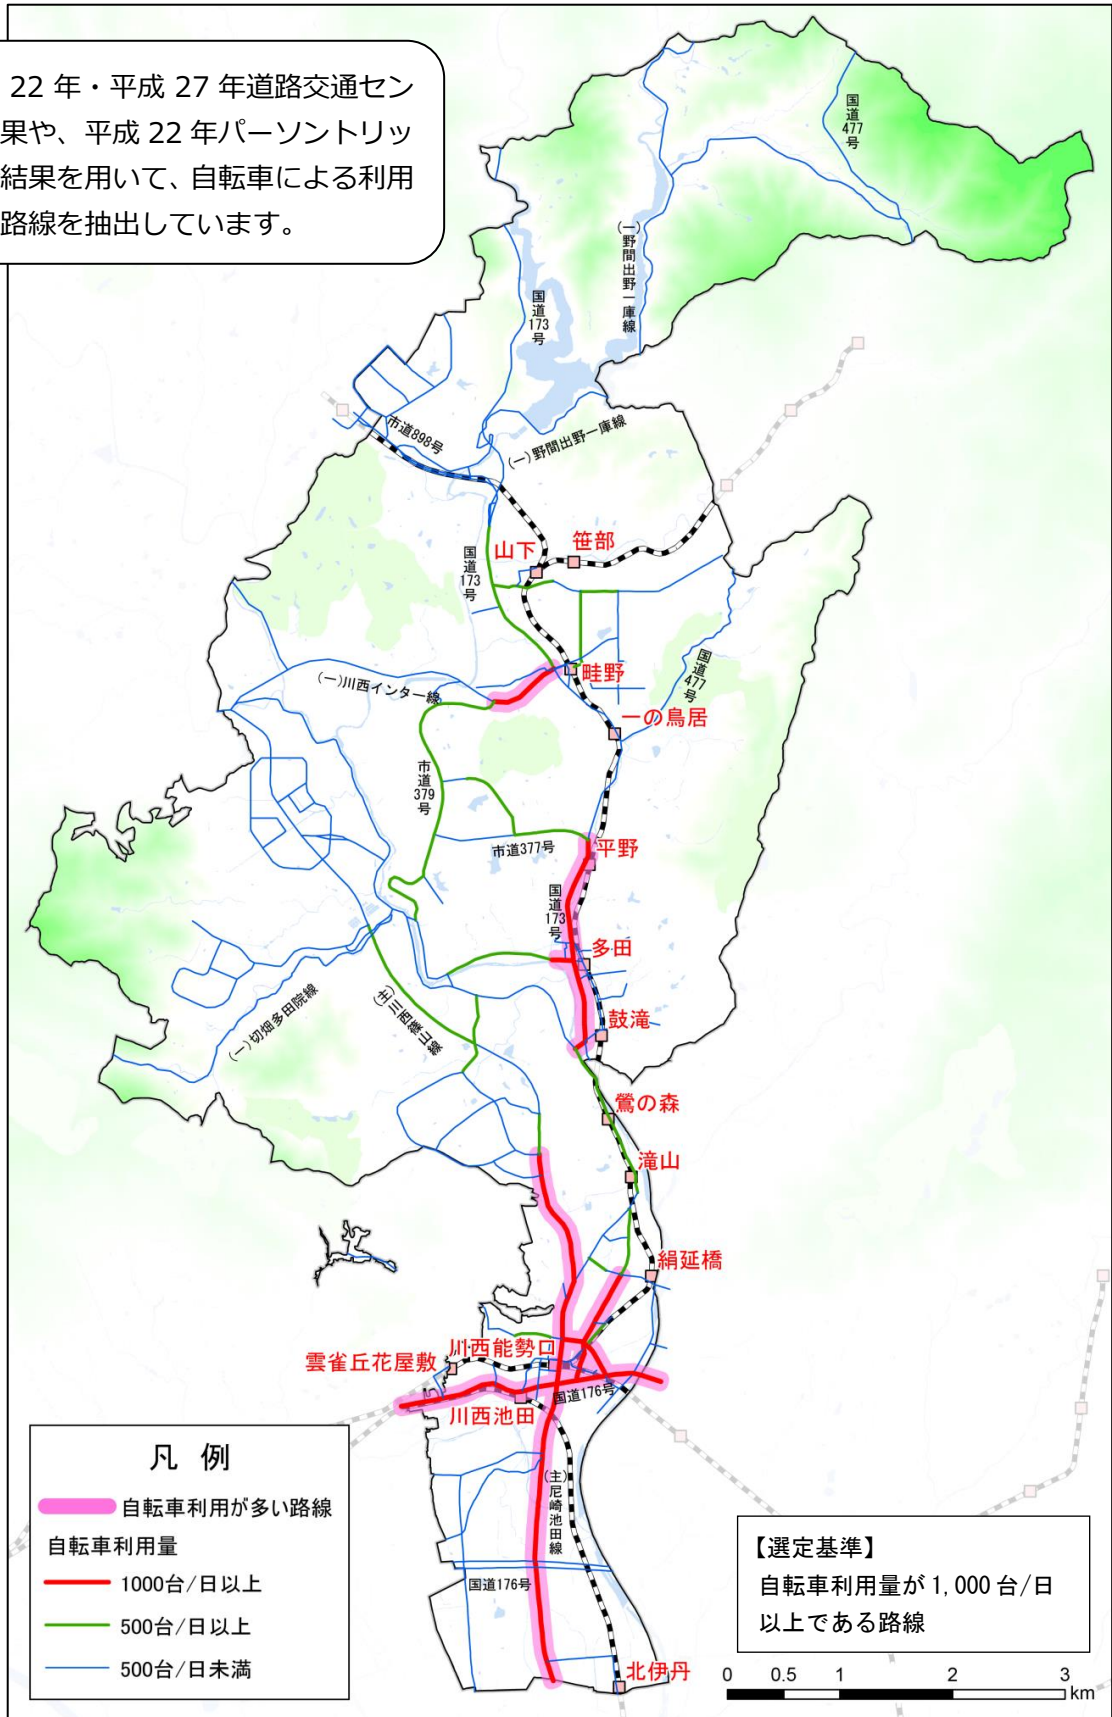 22 年・平成 27 年道路交通セン
果や、平成 22 年パーソントリッ
結果を用いて、自転車による利用
路線を抽出しています。
国道477号
(一)野間出野一庫線
国道173号
市道898号
(一)野間出野一庫線
国道173号
山下
笹部
畦野
国道477号
(一)川西インター線
一の鳥居
市道379号
市道377号
平野
国道173号
多田
(一)切畑多田院線
(主)川西篠山線
鼓滝
鶯の森
滝山
絹延橋
川西能勢口
雲雀丘花屋敷
国道176号
川西池田
(主)尼崎池田線
国道176号
北伊丹
凡 例
自転車利用が多い路線
自転車利用量
1000台/日以上
500台/日以上
500台/日未満
【選定基準】
自転車利用量が 1,000 台/日
以上である路線
0 0.5 1 2 3
km